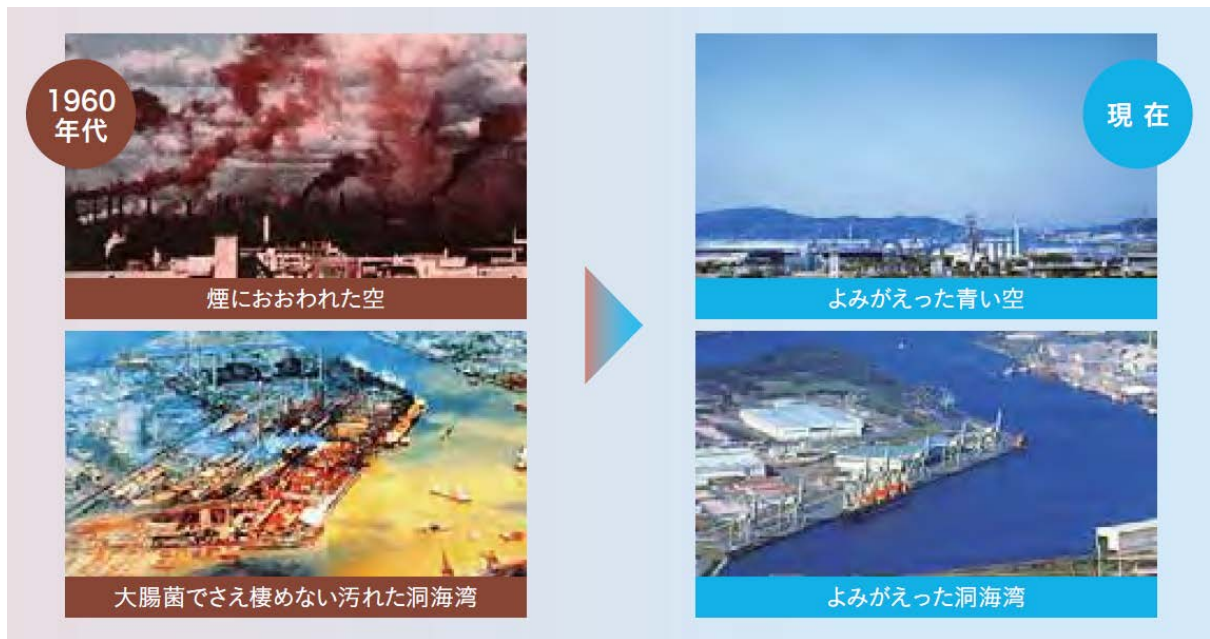 1960
年代
煙におおわれた空
大腸菌でさえ棲めない汚れた洞海湾
現在
よみがえった青い空
よみがえった洞海湾